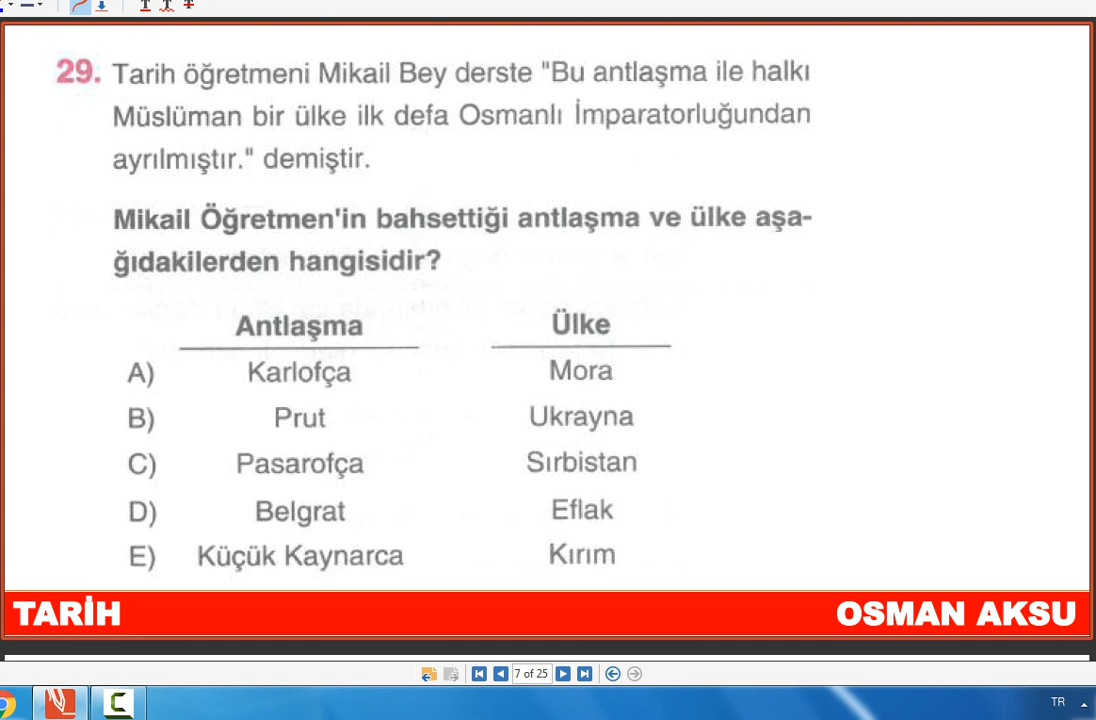 29. Tarih öğretmeni Mikail Bey derste "Bu antlaşma ile halkı
Müslüman bir ülke ilk defa Osmanlı İmparatorluğundan
ayrılmıştır." demiştir.
Mikail Öğretmen'in bahsettiği antlaşma ve ülke aşa-
ğıdakilerden hangisidir?
Antlaşma Ülke
A) Karlofça Mora
B) Prut Ukrayna
C) Pasarofça Sırbistan
D) Belgrat Eflak
E) Küçük Kaynarca Kırım
TARİH OSMAN AKSU
7 of 25
TR